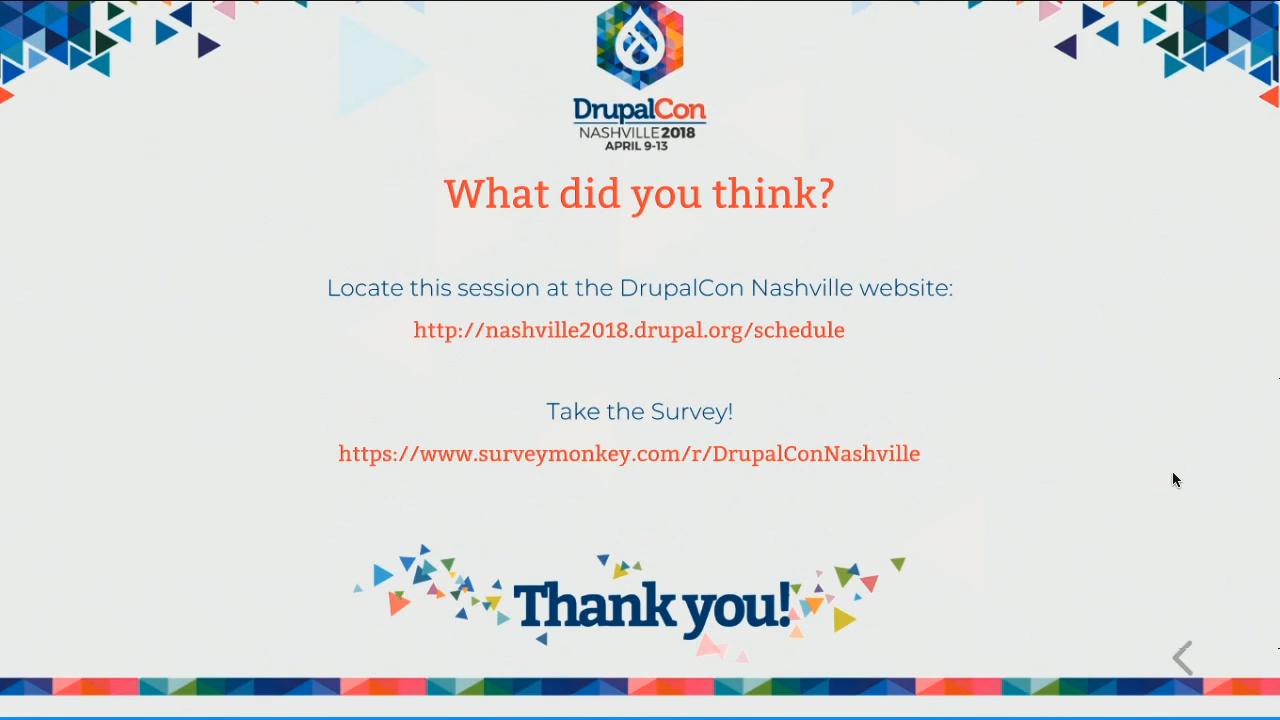 DrupalCon
NASHVILLE 2018
APRIL 9-13
What did you think?
Locate this session at the DrupalCon Nashville website:
http://nashville2018.drupal.org/schedule
Take the Survey!
https://www.surveymonkey.com/r/DrupalConNashville
Thank you!